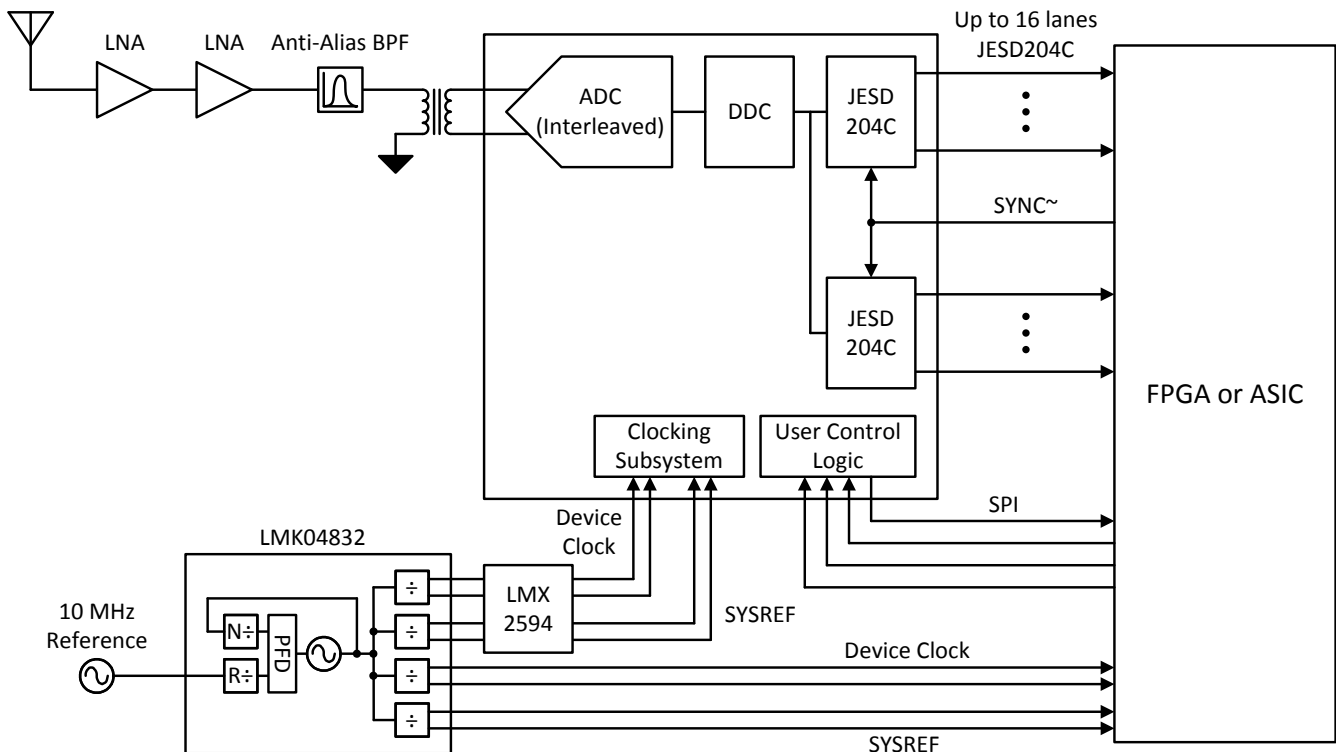 Up to 16 lanes
JESD204C
LNA
LNA
Anti-Alias BPF
ADC
(Interleaved)
DDC
JESD
204C
SYNC~
JESD
204C
FPGA or ASIC
Clocking
Subsystem
User Control
Logic
SPI
Device
Clock
LMK04832
10 MHz
Reference
N÷
R÷
PFD
÷
÷
÷
÷
LMX
2594
SYSREF
Device Clock
SYSREF